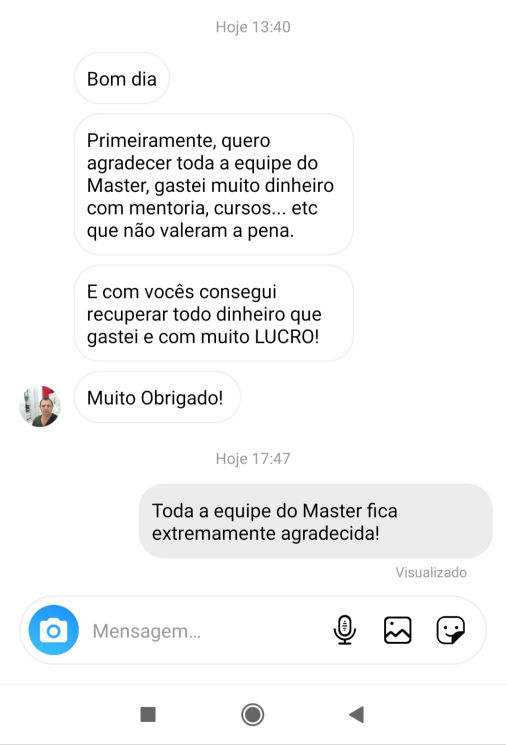 Hoje 13:40
Bom dia
Primeiramente, quero
agradecer toda a equipe do
Master, gastei muito dinheiro
com mentoria, cursos... etc
que não valeram a pena.
E com vocês consegui
recuperar todo dinheiro que
gastei e com muito LUCRO!
Muito Obrigado!
Hoje 17:47
Toda a equipe do Master fica
extremamente agradecida!
Visualizado
Mensagem...